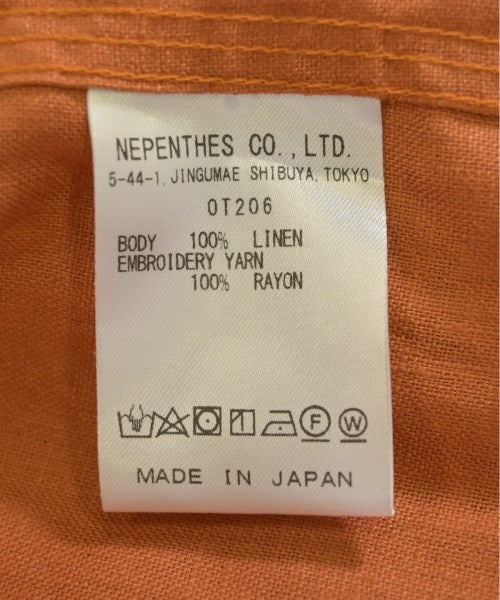 NEPENTHES CO.,LTD.
5-44-1, JINGUMAE SHIBUYA, TOKYO
OT206
BODY 100% LINEN
EMBROIDERY YARN
100% RAYON
F W
MADE IN JAPAN